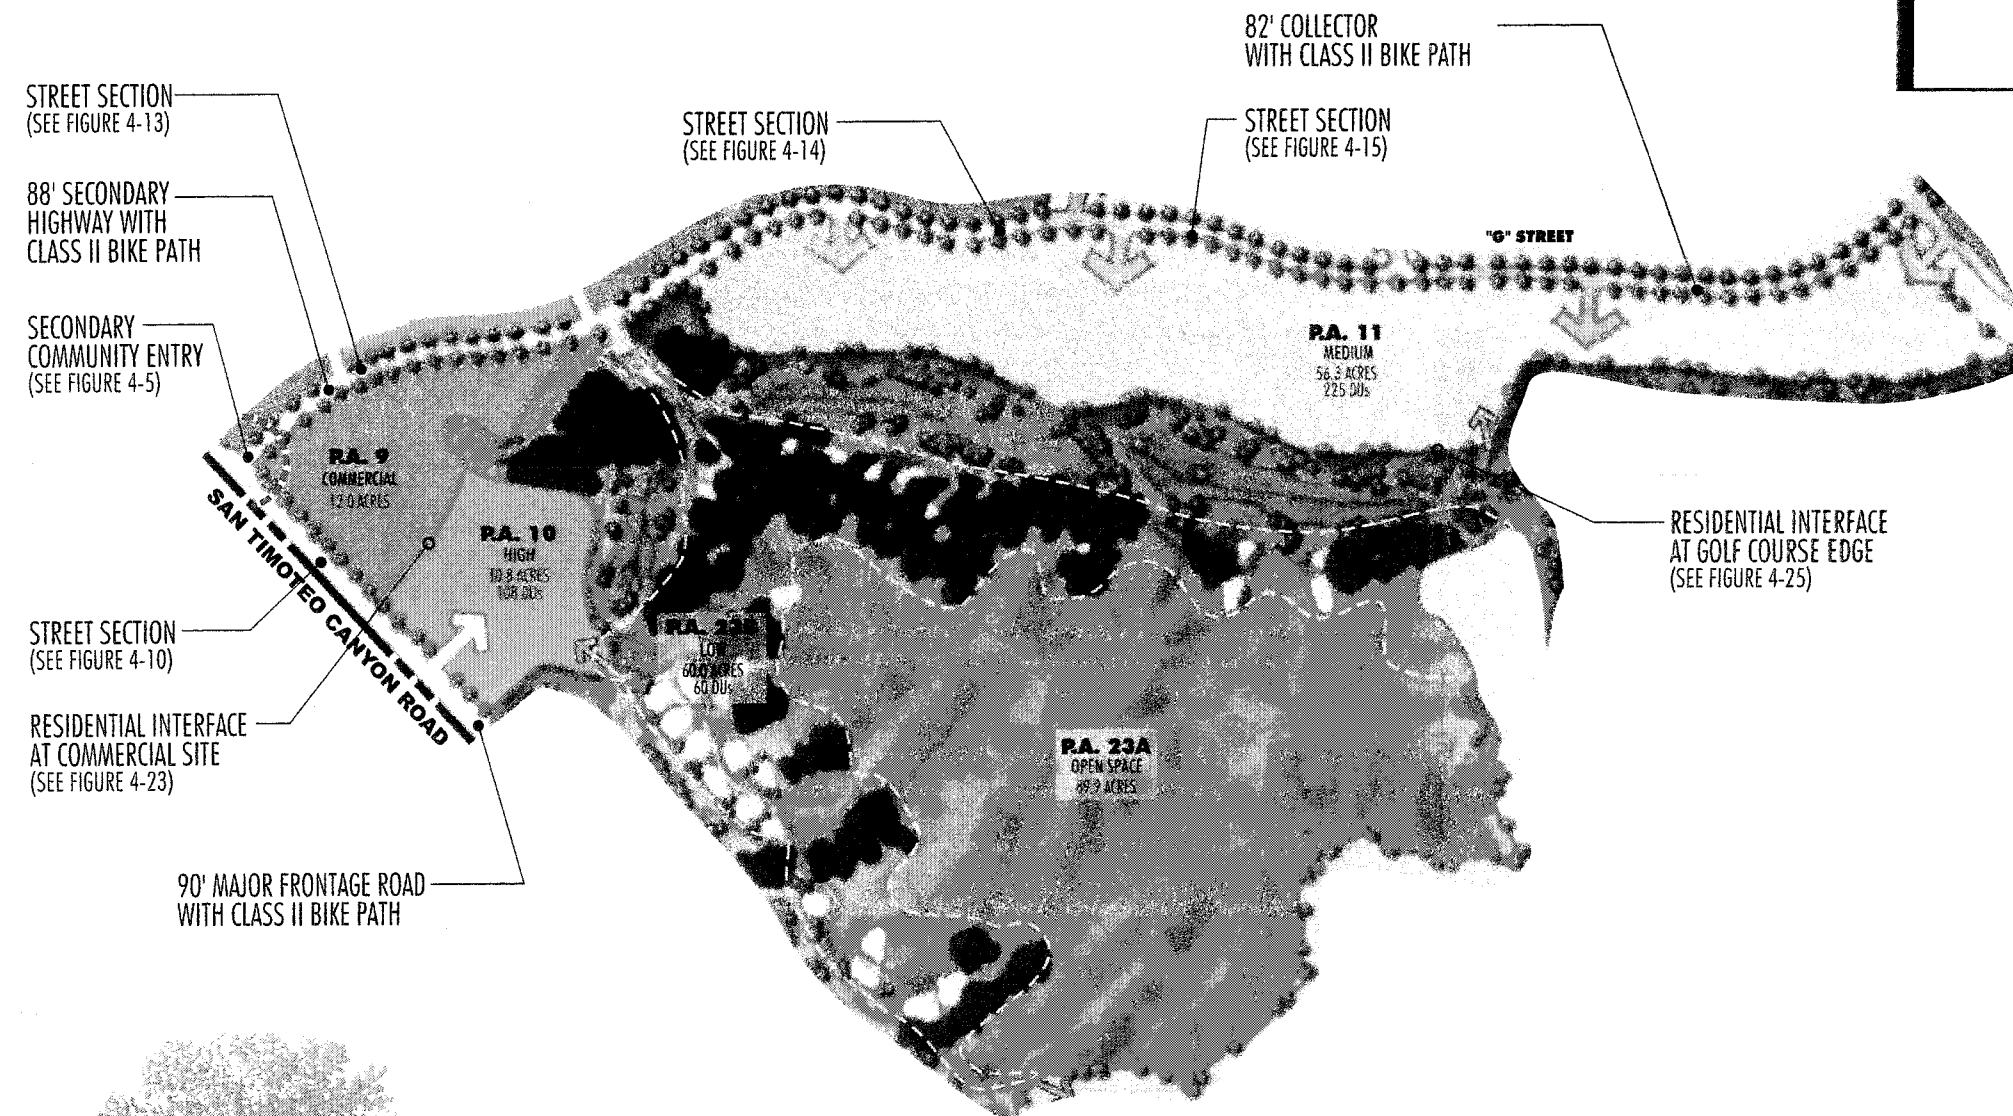 82' COLLECTOR
WITH CLASS II BIKE PATH
STREET SECTION
(SEE FIGURE 4-13)
STREET SECTION
(SEE FIGURE 4-14)
STREET SECTION
(SEE FIGURE 4-15)
88' SECONDARY
HIGHWAY WITH
CLASS II BIKE PATH
"G" STREET
SECONDARY
COMMUNITY ENTRY
(SEE FIGURE 4-5)
P.A. 11
MEDIUM
56.3 ACRES
225 DUs
P.A. 9
COMMERCIAL
12.0 ACRES
P.A. 10
HIGH
10.8 ACRES
108 DUs
SAN TIMOTEO CANYON ROAD
RESIDENTIAL INTERFACE
AT GOLF COURSE EDGE
(SEE FIGURE 4-25)
STREET SECTION
(SEE FIGURE 4-10)
P.A. 23B
LOW
60.0 ACRES
60 DUs
RESIDENTIAL INTERFACE
AT COMMERCIAL SITE
(SEE FIGURE 4-23)
P.A. 23A
OPEN SPACE
ACRES
90' MAJOR FRONTAGE ROAD
WITH CLASS II BIKE PATH